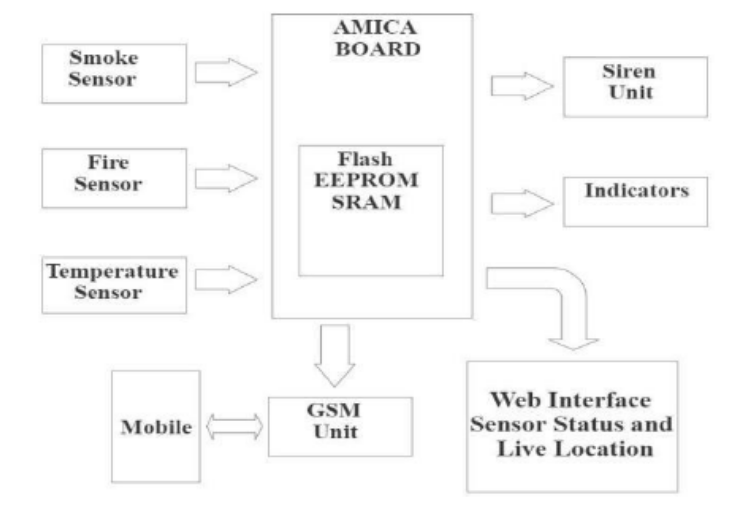 AMICA
BOARD
Smoke
Sensor
Fire
Sensor
Temperature
Sensor
Flash
EEPROM
SRAM
Siren
Unit
Indicators
Mobile
GSM
Unit
Web Interface
Sensor Status and
Live Location